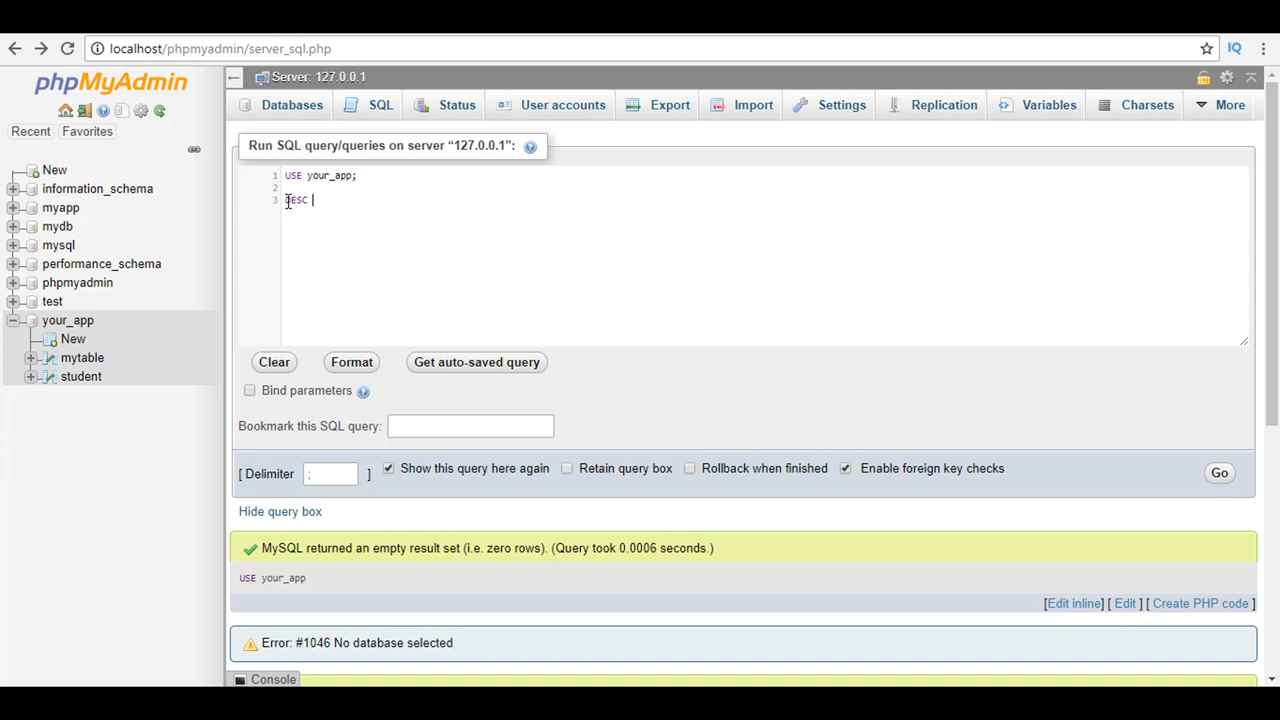 localhost/phpmyadmin/server_sql.php
IQ
phpMyAdmin
Recent Favorites
New
information_schema
myapp
mydb
mysql
performance_schema
phpmyadmin
test
your_app
New
mytable
student
Server: 127.0.0.1
Databases SQL Status User accounts Export Import Settings Replication Variables Charsets More
Run SQL query/queries on server “127.0.0.1”:
1 USE your_app;
2
3 DESC
Clear Format Get auto-saved query
Bind parameters
Bookmark this SQL query:
[ Delimiter ; ] Show this query here again Retain query box Rollback when finished Enable foreign key checks Go
Hide query box
MySQL returned an empty result set (i.e. zero rows). (Query took 0.0006 seconds.)
USE your_app
[Edit inline] [ Edit ] [ Create PHP code ]
Error: #1046 No database selected
Console